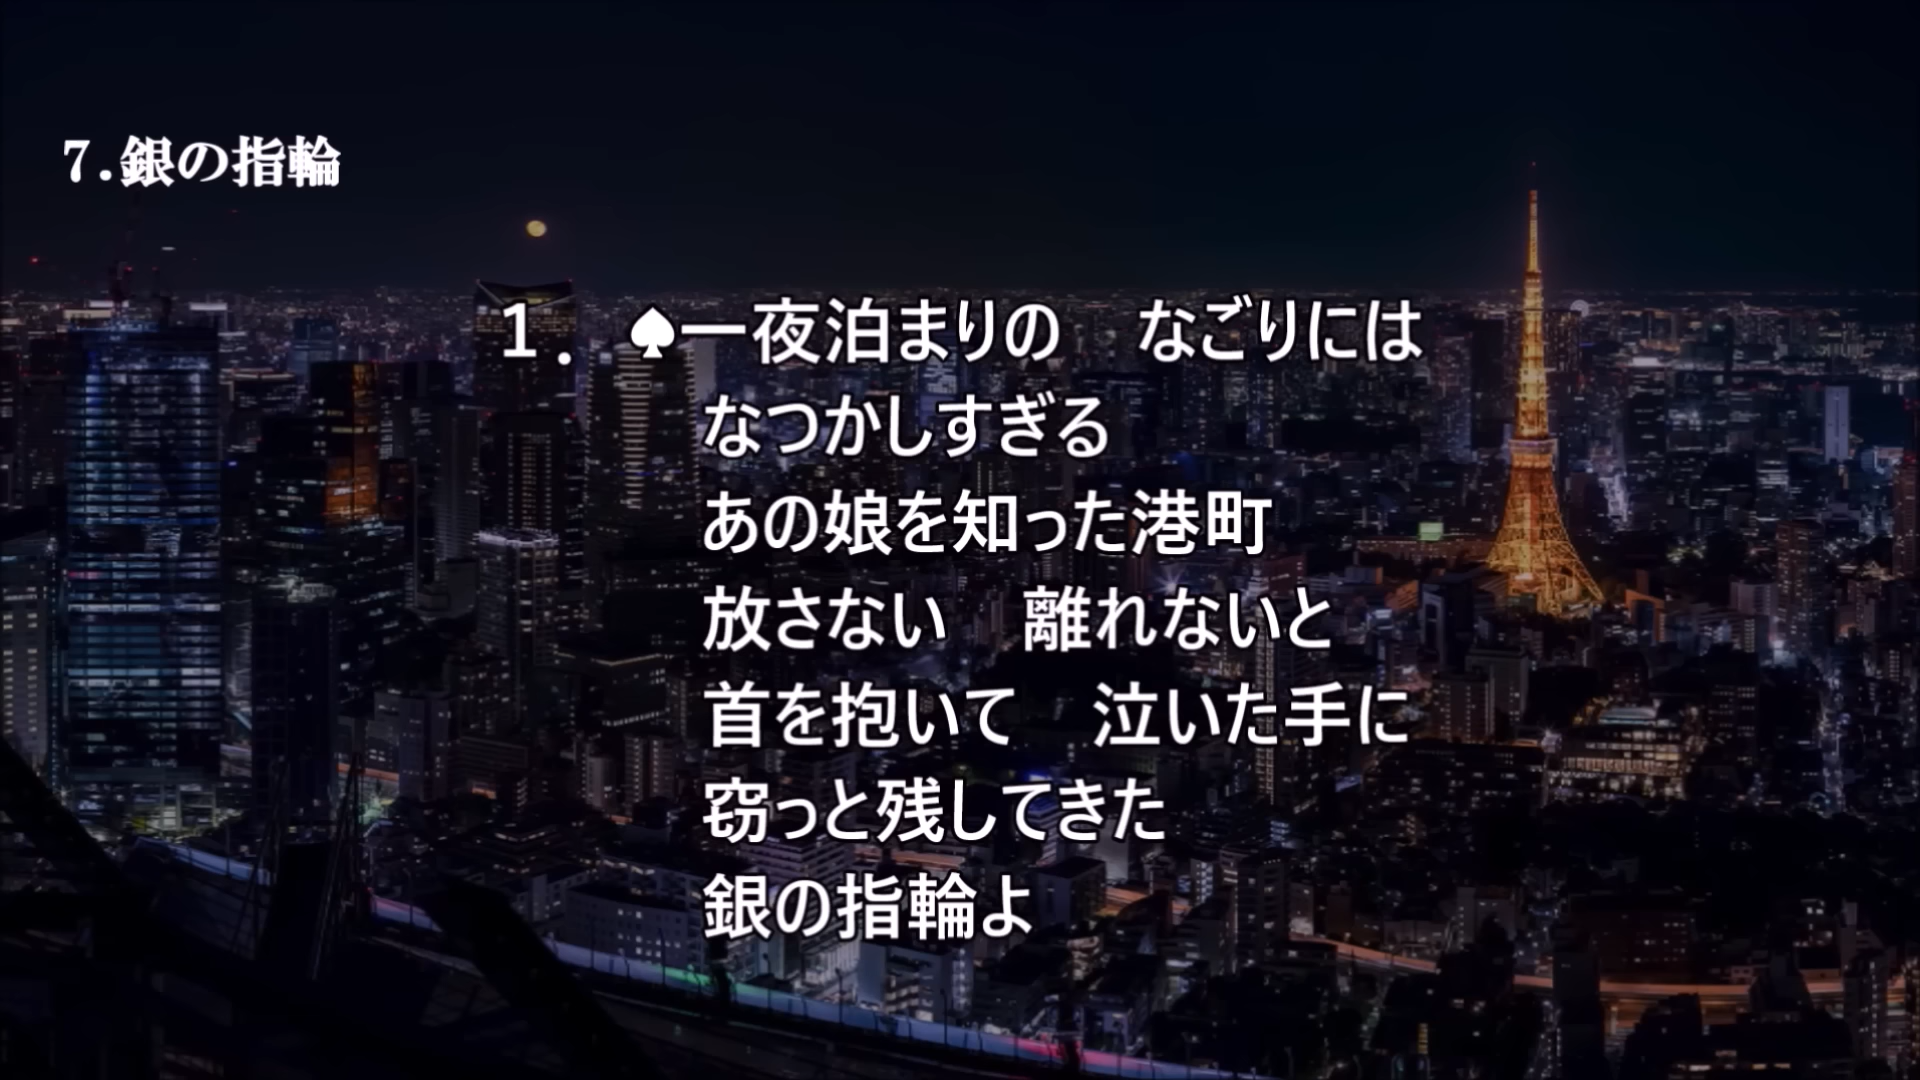 7.銀の指輪
1. ♠一夜泊まりの　なごりには
なつかしすぎる
あの娘を知った港町
放さない　離れないと
首を抱いて　泣いた手に
窃っと残してきた
銀の指輪よ